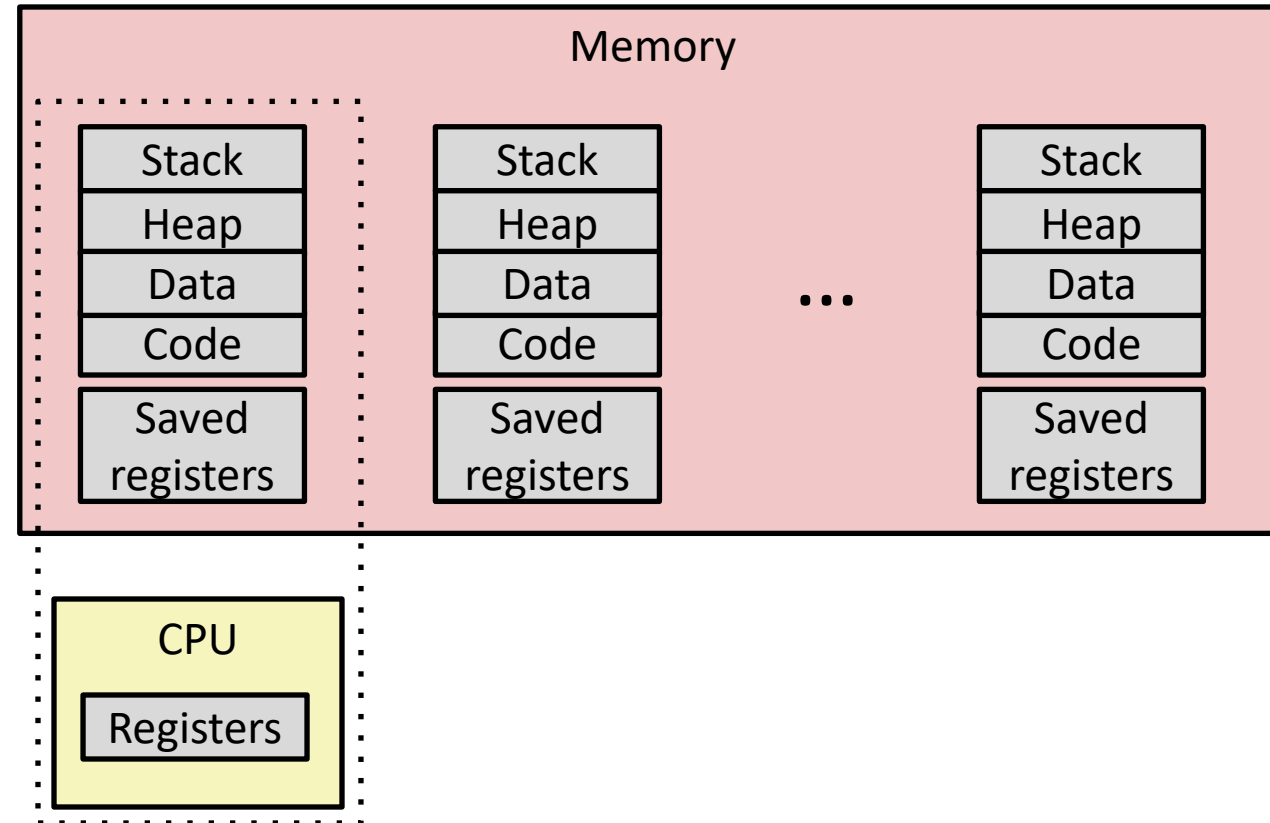 Memory
Stack
Heap
Data
Code
Saved
registers
Stack
Heap
Data
Code
Saved
registers
...
Stack
Heap
Data
Code
Saved
registers
CPU
Registers